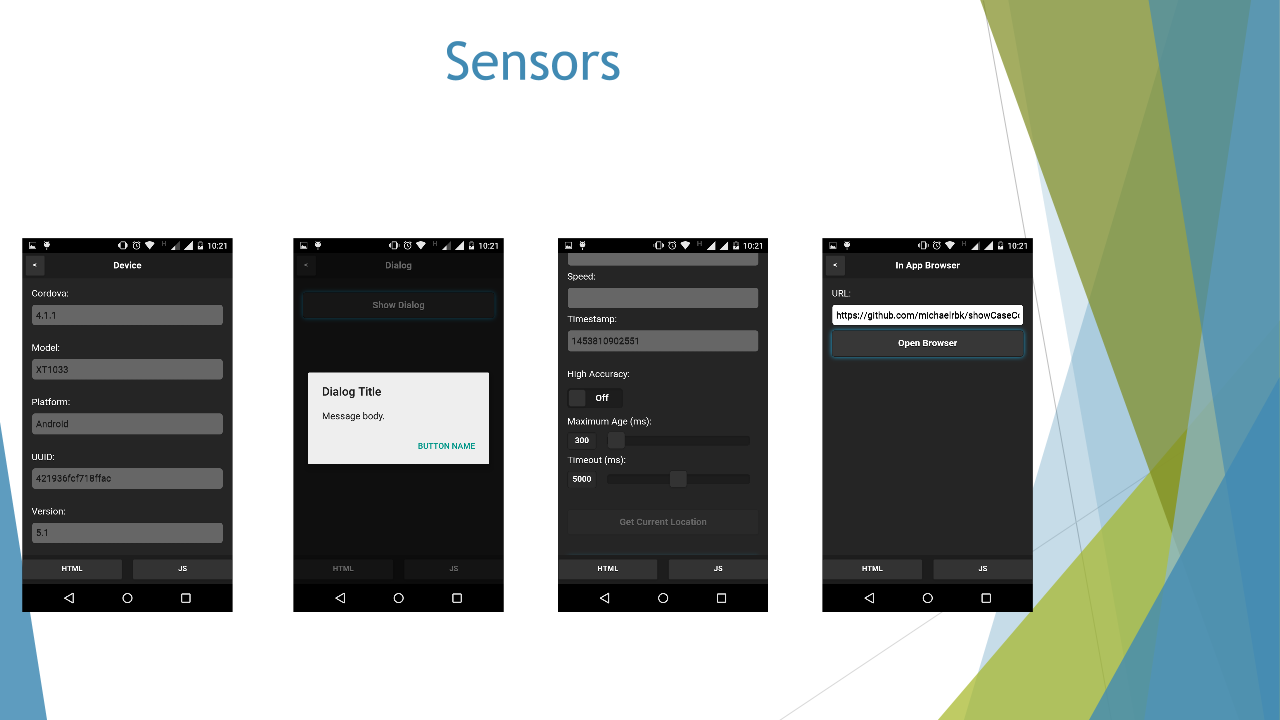 Sensors
10:21
<
Device
Cordova:
4.1.1
Model:
XT1033
Platform:
Android
UUID:
421936fcf718ffac
Version:
5.1
HTML JS
H 10:21
<
Dialog
Show Dialog
Dialog Title
Message body.
BUTTON NAME
HTML JS
H 10:21
Speed:
Timestamp:
1453810902551
High Accuracy:
Off
Maximum Age (ms):
300
Timeout (ms):
5000
Get Current Location
HTML JS
H 10:21
<
In App Browser
URL:
https://github.com/michaelrbk/showCaseCo
Open Browser
HTML JS